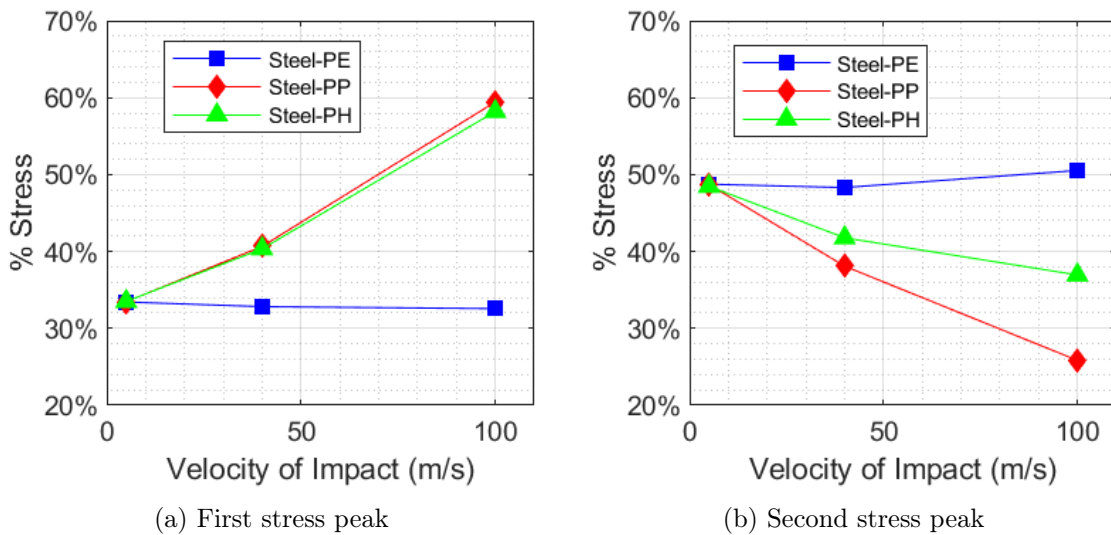 70%
60%
50%
40%
30%
20%
% Stress
Steel-PE
Steel-PP
Steel-PH
0
50
100
Velocity of Impact (m/s)
(a) First stress peak
70%
60%
50%
40%
30%
20%
% Stress
Steel-PE
Steel-PP
Steel-PH
0
50
100
Velocity of Impact (m/s)
(b) Second stress peak